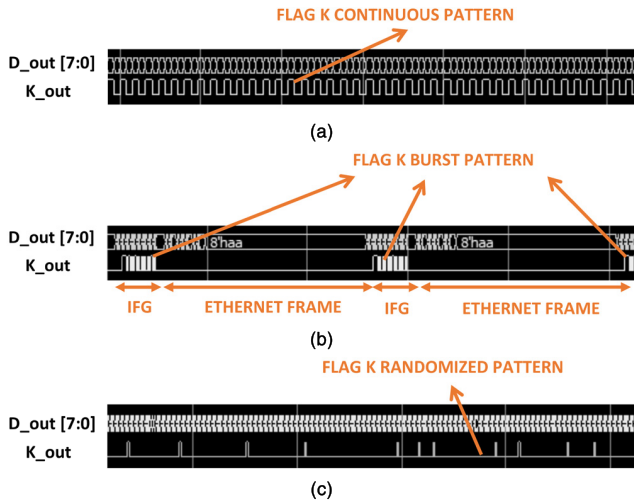 FLAG K CONTINUOUS PATTERN
D_out [7:0]
K_out
(a)
FLAG K BURST PATTERN
D_out [7:0]
8'haa
8'haa
K_out
IFG
ETHERNET FRAME
IFG
ETHERNET FRAME
(b)
FLAG K RANDOMIZED PATTERN
D_out [7:0]
K_out
(c)